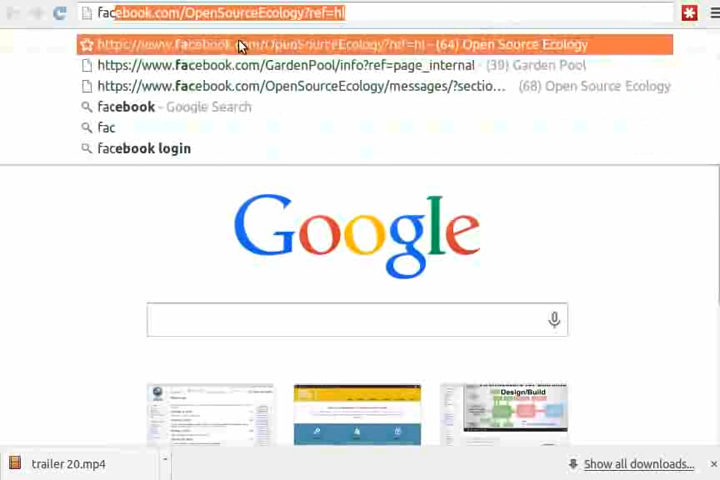 facebook.com/OpenSourceEcology?ref=hl
https://www.facebook.com/OpenSourceEcology?ref=hl - (64) Open Source Ecology
https://www.facebook.com/GardenPool/info?ref=page_internal - (39) Garden Pool
https://www.facebook.com/OpenSourceEcology/messages/?sectio... - (68) Open Source Ecology
facebook - Google Search
fac
facebook login
Google
Design/Build
trailer 20.mp4
Show all downloads...